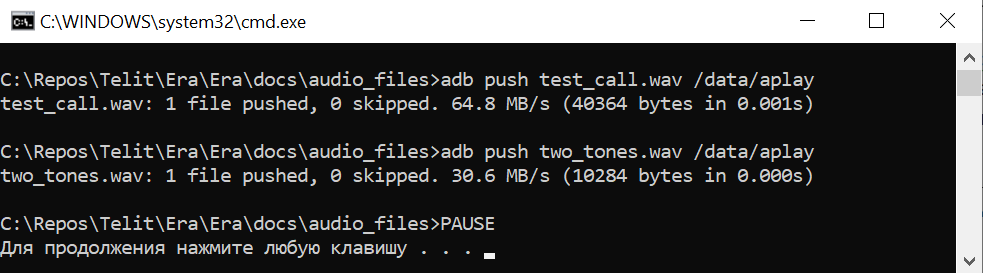 C:\WINDOWS\system32\cmd.exe
C:\Repos\Telit\Era\Era\docs\audio_files>adb push test_call.wav /data/aplay
test_call.wav: 1 file pushed, 0 skipped. 64.8 MB/s (40364 bytes in 0.001s)
C:\Repos\Telit\Era\Era\docs\audio_files>adb push two_tones.wav /data/aplay
two_tones.wav: 1 file pushed, 0 skipped. 30.6 MB/s (10284 bytes in 0.000s)
C:\Repos\Telit\Era\Era\docs\audio_files>PAUSE
Для продолжения нажмите любую клавишу . . .